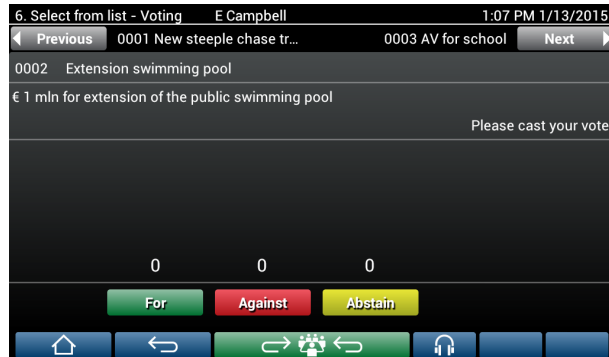 6. Select from list - Voting E Campbell 1:07 PM 1/13/2015
Previous 0001 New steeple chase tr... 0003 AV for school Next
0002 Extension swimming pool
€ 1 mln for extension of the public swimming pool
Please cast your vote
0 0 0
For Against Abstain